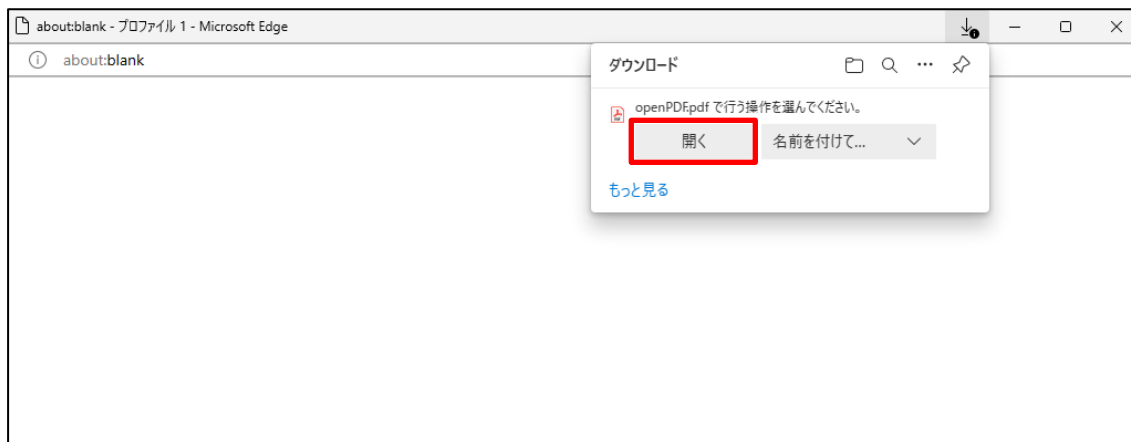 about:blank - プロファイル 1 - Microsoft Edge
about:blank
ダウンロード
openPDF.pdf で行う操作を選んでください。
開く 名前を付けて...
もっと見る